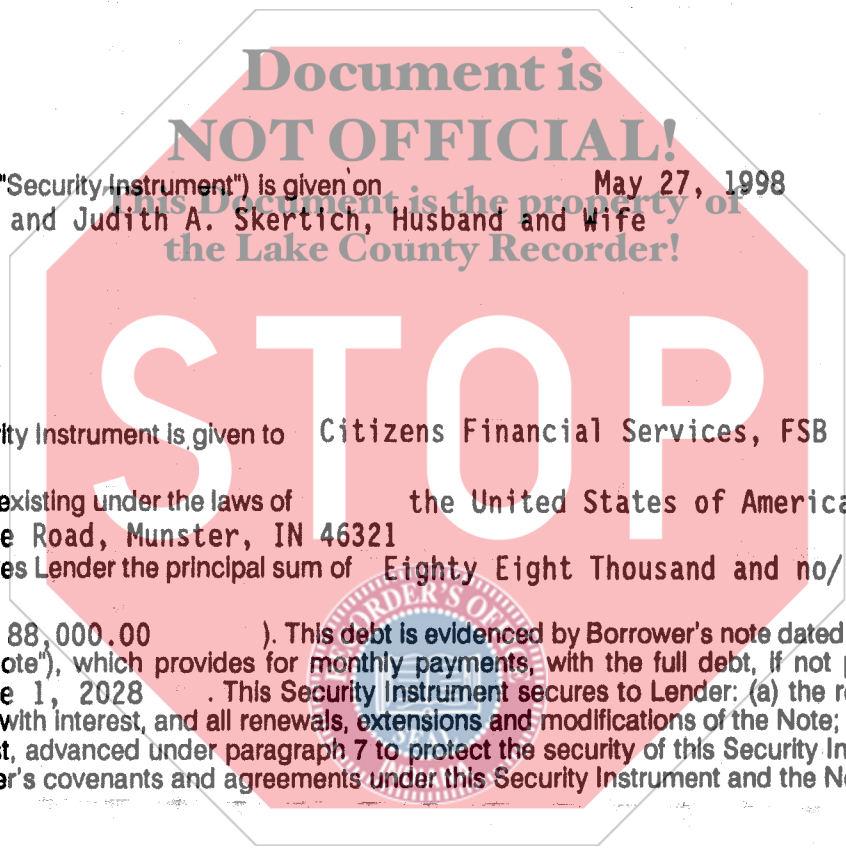 Document is
NOT OFFICIAL!
"Security Instrument") is given on May 27, 1998
This Document is the property of
and Judith A. Skertich, Husband and Wife
the Lake County Recorder!
STOP
ity Instrument is given to Citizens Financial Services, FSB
existing under the laws of the United States of America
e Road, Munster, IN 46321
es Lender the principal sum of Eighty Eight Thousand and no/
RECORDER'S OFFICE
88,000.00 ). This debt is evidenced by Borrower's note dated
ote"), which provides for monthly payments, with the full debt, if not p
e 1, 2028 . This Security Instrument secures to Lender: (a) the re
with interest, and all renewals, extensions and modifications of the Note;
SEAL
t, advanced under paragraph 7 to protect the security of this Security In
INDIANA
er's covenants and agreements under this Security Instrument and the No